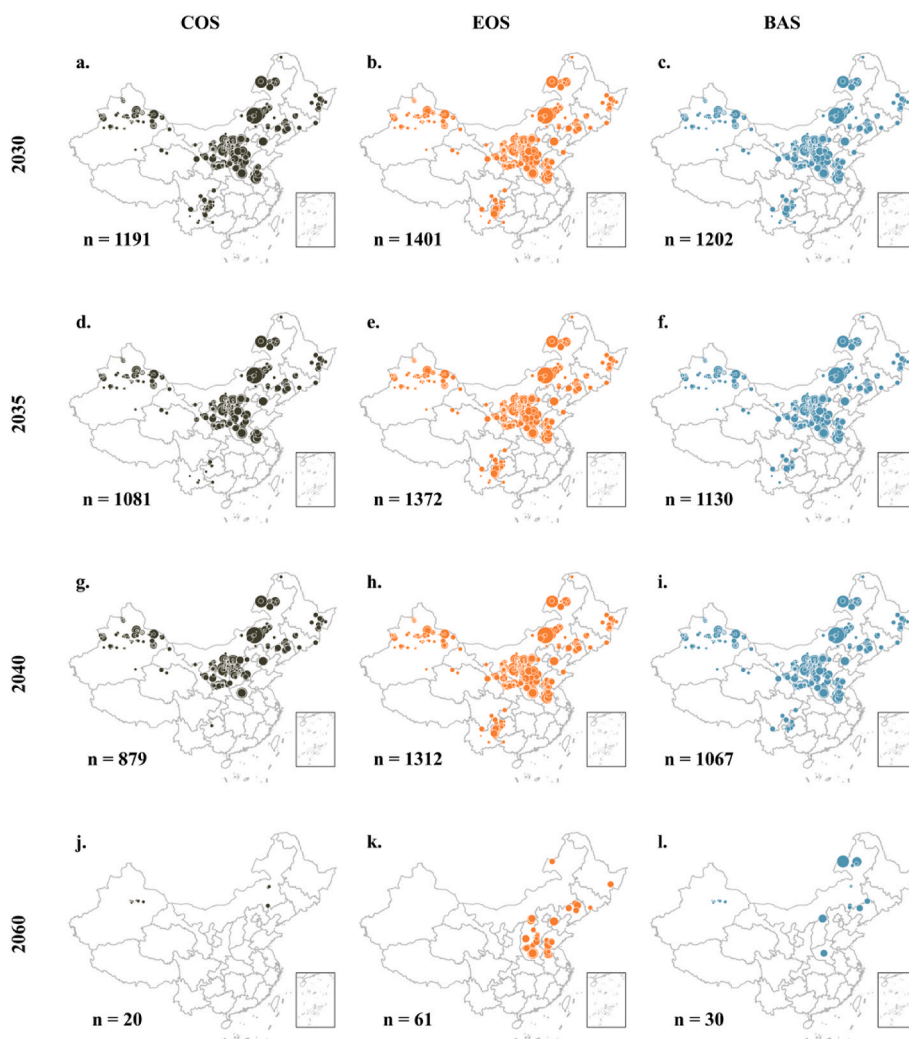 COS EOS BAS
2030
a. b. c.
n = 1191 n = 1401 n = 1202
2035
d. e. f.
n = 1081 n = 1372 n = 1130
2040
g. h. i.
n = 879 n = 1312 n = 1067
2060
j. k. l.
n = 20 n = 61 n = 30